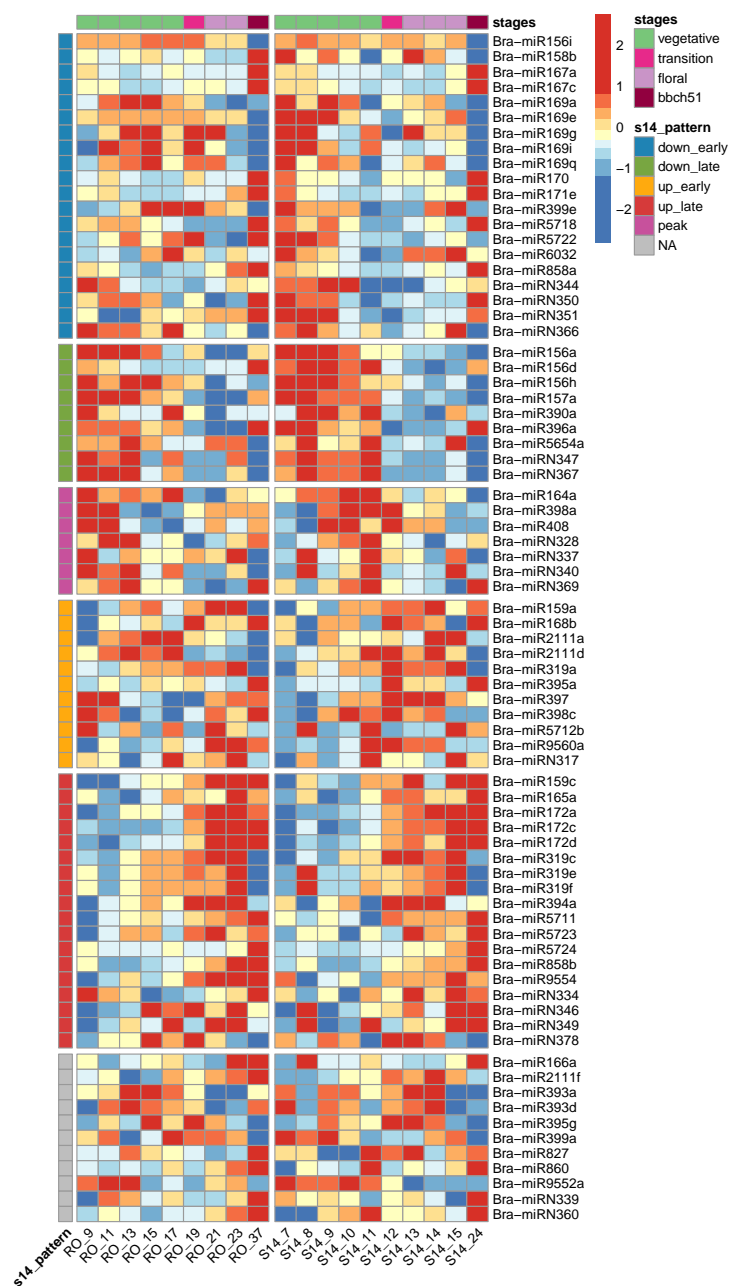 stages
Bra−miR156i
Bra−miR158b
Bra−miR167a
Bra−miR167c
Bra−miR169a
Bra−miR169e
Bra−miR169g
Bra−miR169i
Bra−miR169q
Bra−miR170
Bra−miR171e
Bra−miR399e
Bra−miR5718
Bra−miR5722
Bra−miR6032
Bra−miR858a
Bra−miRN344
Bra−miRN350
Bra−miRN351
Bra−miRN366
Bra−miR156a
Bra−miR156d
Bra−miR156h
Bra−miR157a
Bra−miR390a
Bra−miR396a
Bra−miR5654a
Bra−miRN347
Bra−miRN367
Bra−miR164a
Bra−miR398a
Bra−miR408
Bra−miRN328
Bra−miRN337
Bra−miRN340
Bra−miRN369
Bra−miR159a
Bra−miR168b
Bra−miR2111a
Bra−miR2111d
Bra−miR319a
Bra−miR395a
Bra−miR397
Bra−miR398c
Bra−miR5712b
Bra−miR9560a
Bra−miRN317
Bra−miR159c
Bra−miR165a
Bra−miR172a
Bra−miR172c
Bra−miR172d
Bra−miR319c
Bra−miR319e
Bra−miR319f
Bra−miR394a
Bra−miR5711
Bra−miR5723
Bra−miR5724
Bra−miR858b
Bra−miR9554
Bra−miRN334
Bra−miRN346
Bra−miRN349
Bra−miRN378
Bra−miR166a
Bra−miR2111f
Bra−miR393a
Bra−miR393d
Bra−miR395g
Bra−miR399a
Bra−miR827
Bra−miR860
Bra−miR9552a
Bra−miRN339
Bra−miRN360
s14_pattern
RO_9
RO_11
RO_13
RO_15
RO_17
RO_19
RO_21
RO_23
RO_37
S14_7
S14_8
S14_9
S14_10
S14_11
S14_12
S14_13
S14_14
S14_15
S14_24
2
1
0
−1
−2
stages
vegetative
transition
floral
bbch51
s14_pattern
down_early
down_late
up_early
up_late
peak
NA